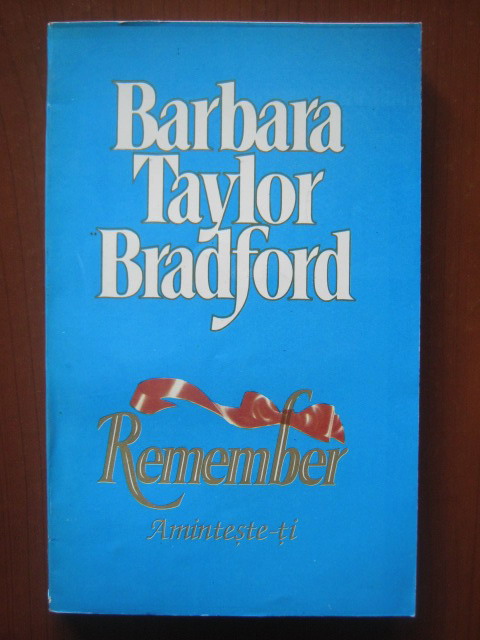 Barbara
Taylor
Bradford
Remember
Amintește-ți